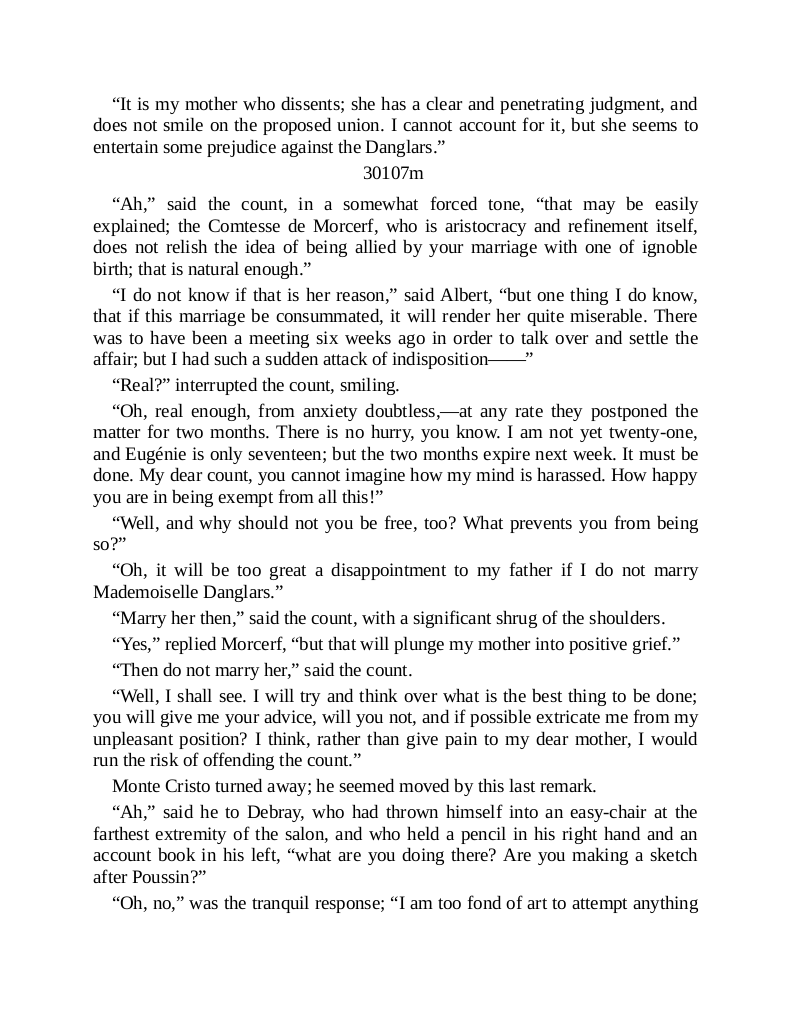 “It is my mother who dissents; she has a clear and penetrating judgment, and
does not smile on the proposed union. I cannot account for it, but she seems to
entertain some prejudice against the Danglars.”
30107m
“Ah,” said the count, in a somewhat forced tone, “that may be easily
explained; the Comtesse de Morcerf, who is aristocracy and refinement itself,
does not relish the idea of being allied by your marriage with one of ignoble
birth; that is natural enough.”
“I do not know if that is her reason,” said Albert, “but one thing I do know,
that if this marriage be consummated, it will render her quite miserable. There
was to have been a meeting six weeks ago in order to talk over and settle the
affair; but I had such a sudden attack of indisposition——”
“Real?” interrupted the count, smiling.
“Oh, real enough, from anxiety doubtless,—at any rate they postponed the
matter for two months. There is no hurry, you know. I am not yet twenty-one,
and Eugénie is only seventeen; but the two months expire next week. It must be
done. My dear count, you cannot imagine how my mind is harassed. How happy
you are in being exempt from all this!”
“Well, and why should not you be free, too? What prevents you from being
so?”
“Oh, it will be too great a disappointment to my father if I do not marry
Mademoiselle Danglars.”
“Marry her then,” said the count, with a significant shrug of the shoulders.
“Yes,” replied Morcerf, “but that will plunge my mother into positive grief.”
“Then do not marry her,” said the count.
“Well, I shall see. I will try and think over what is the best thing to be done;
you will give me your advice, will you not, and if possible extricate me from my
unpleasant position? I think, rather than give pain to my dear mother, I would
run the risk of offending the count.”
Monte Cristo turned away; he seemed moved by this last remark.
“Ah,” said he to Debray, who had thrown himself into an easy-chair at the
farthest extremity of the salon, and who held a pencil in his right hand and an
account book in his left, “what are you doing there? Are you making a sketch
after Poussin?”
“Oh, no,” was the tranquil response; “I am too fond of art to attempt anything